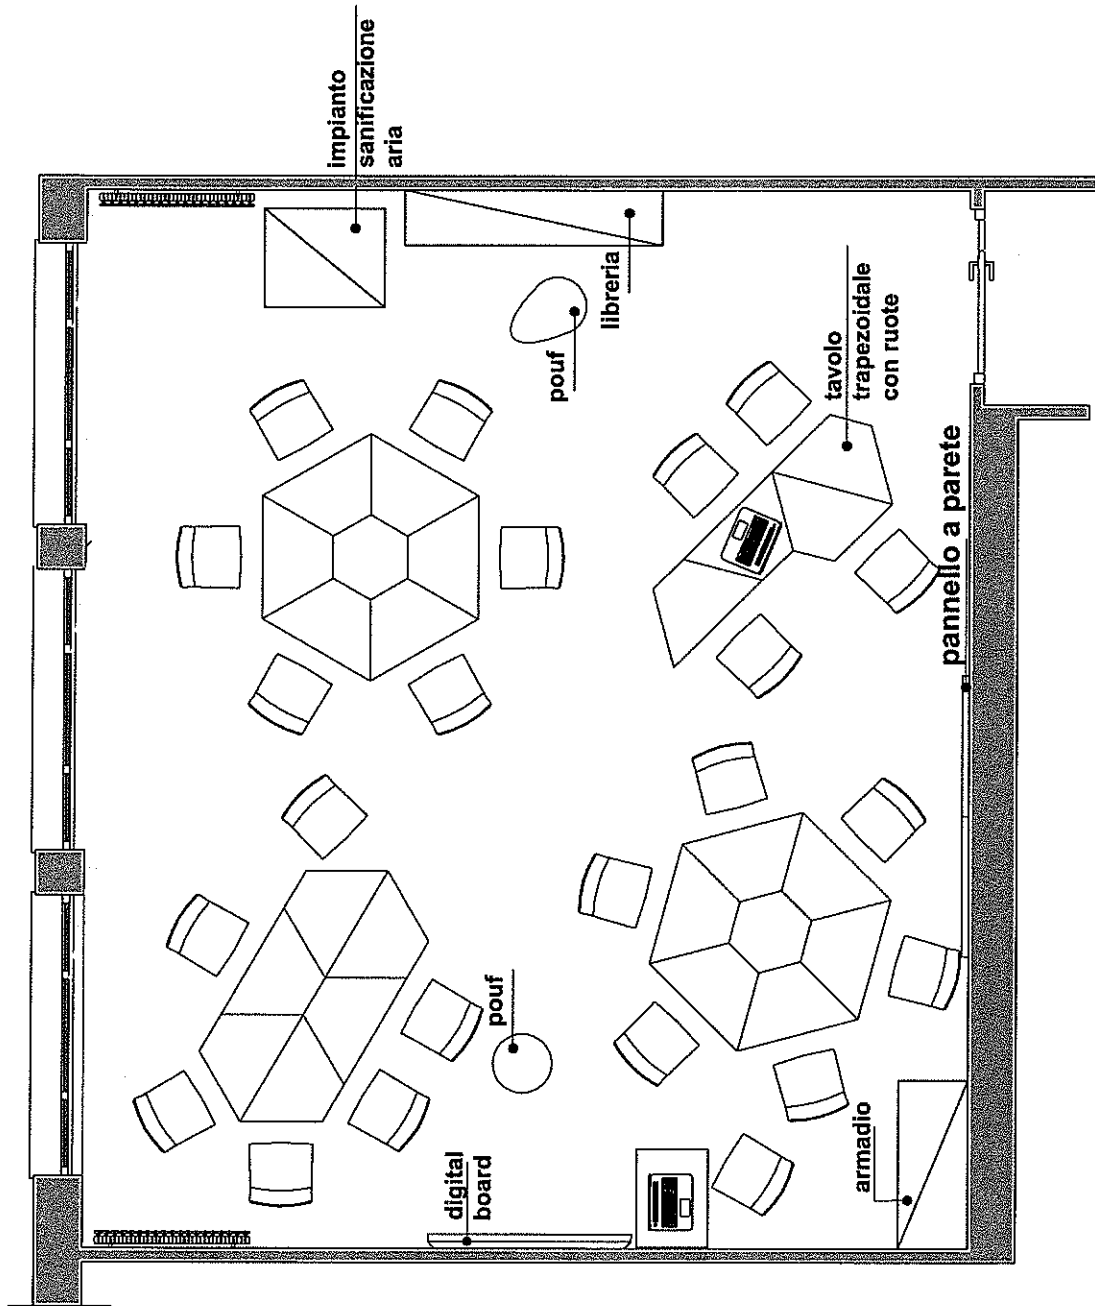 impianto
sanificazione
aria
libreria
pouf
tavolo
trapezoidale
con ruote
pannello a parete
pouf
digital
board
armadio